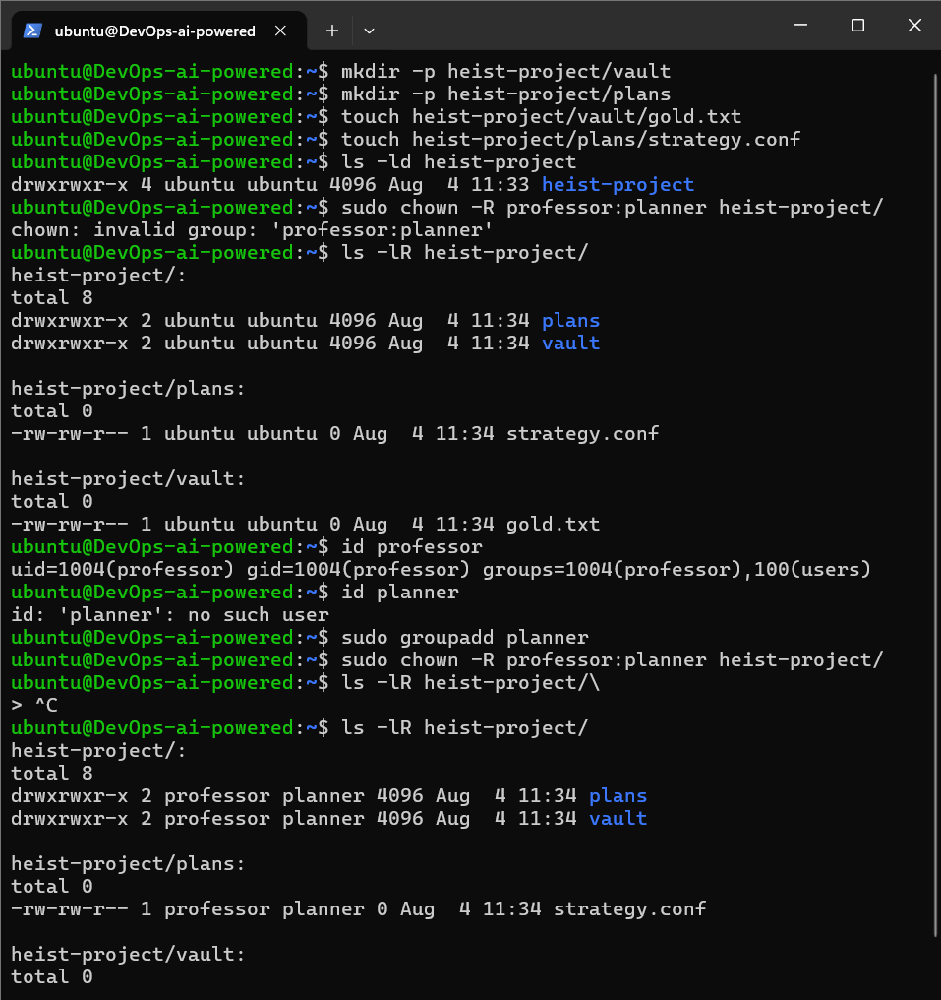 ubuntu@DevOps-ai-powered
ubuntu@DevOps-ai-powered:~$ mkdir -p heist-project/vault
ubuntu@DevOps-ai-powered:~$ mkdir -p heist-project/plans
ubuntu@DevOps-ai-powered:~$ touch heist-project/vault/gold.txt
ubuntu@DevOps-ai-powered:~$ touch heist-project/plans/strategy.conf
ubuntu@DevOps-ai-powered:~$ ls -ld heist-project
drwxrwxr-x 4 ubuntu ubuntu 4096 Aug  4 11:33 heist-project
ubuntu@DevOps-ai-powered:~$ sudo chown -R professor:planner heist-project/
chown: invalid group: 'professor:planner'
ubuntu@DevOps-ai-powered:~$ ls -lR heist-project/
heist-project/:
total 8
drwxrwxr-x 2 ubuntu ubuntu 4096 Aug  4 11:34 plans
drwxrwxr-x 2 ubuntu ubuntu 4096 Aug  4 11:34 vault

heist-project/plans:
total 0
-rw-rw-r-- 1 ubuntu ubuntu 0 Aug  4 11:34 strategy.conf

heist-project/vault:
total 0
-rw-rw-r-- 1 ubuntu ubuntu 0 Aug  4 11:34 gold.txt
ubuntu@DevOps-ai-powered:~$ id professor
uid=1004(professor) gid=1004(professor) groups=1004(professor),100(users)
ubuntu@DevOps-ai-powered:~$ id planner
id: 'planner': no such user
ubuntu@DevOps-ai-powered:~$ sudo groupadd planner
ubuntu@DevOps-ai-powered:~$ sudo chown -R professor:planner heist-project/
ubuntu@DevOps-ai-powered:~$ ls -lR heist-project/\
> ^C
ubuntu@DevOps-ai-powered:~$ ls -lR heist-project/
heist-project/:
total 8
drwxrwxr-x 2 professor planner 4096 Aug  4 11:34 plans
drwxrwxr-x 2 professor planner 4096 Aug  4 11:34 vault

heist-project/plans:
total 0
-rw-rw-r-- 1 professor planner 0 Aug  4 11:34 strategy.conf

heist-project/vault:
total 0